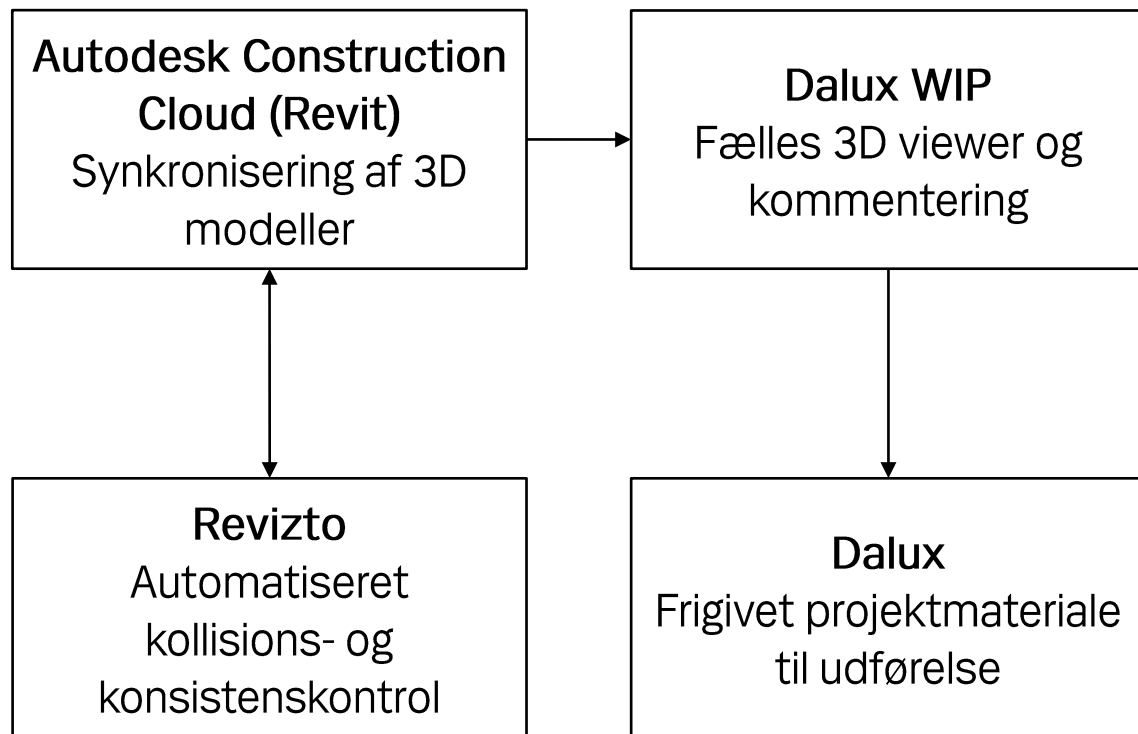 Autodesk Construction
Cloud (Revit)
Synkronisering af 3D
modeller
Dalux WIP
Fælles 3D viewer og
kommentering
Revizto
Automatiseret
kollisions- og
konsistenskontrol
Dalux
Frigivet projektmateriale
til udførelse